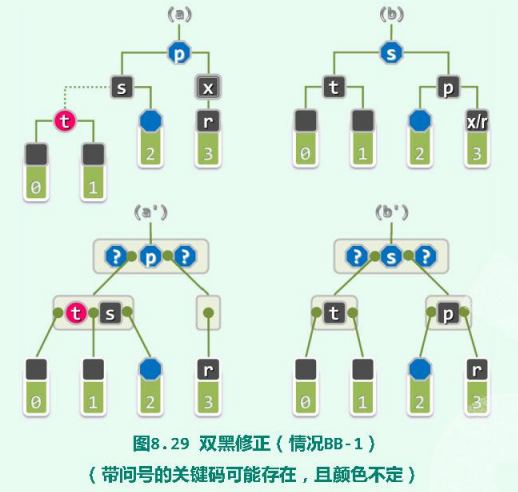 (a) (b)
p s
s x t p
t r x/r
2 3 0 1 2 3
0 1
(a') (b')
? p ? ? s ?
t s t p
r r
0 1 2 3 0 1 2 3
图8.29 双黑修正（情况BB-1）
（带问号的关键码可能存在，且颜色不定）